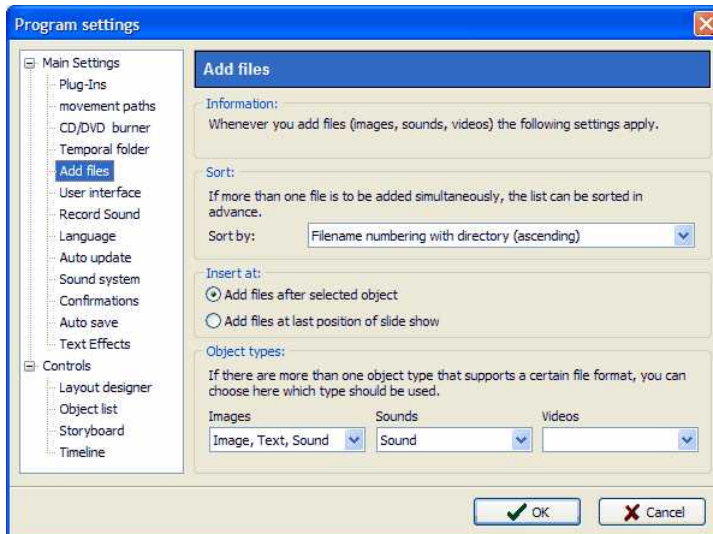 Program settings
Main Settings
Plug-Ins
movement paths
CD/DVD burner
Temporal folder
Add files
User interface
Record Sound
Language
Auto update
Sound system
Confirmations
Auto save
Text Effects
Controls
Layout designer
Object list
Storyboard
Timeline
Add files
Information:
Whenever you add files (images, sounds, videos) the following settings apply.
Sort:
If more than one file is to be added simultaneously, the list can be sorted in
advance.
Sort by: Filename numbering with directory (ascending)
Insert at:
Add files after selected object
Add files at last position of slide show
Object types:
If there are more than one object type that supports a certain file format, you can
choose here which type should be used.
Images Sounds Videos
Image, Text, Sound Sound
OK Cancel